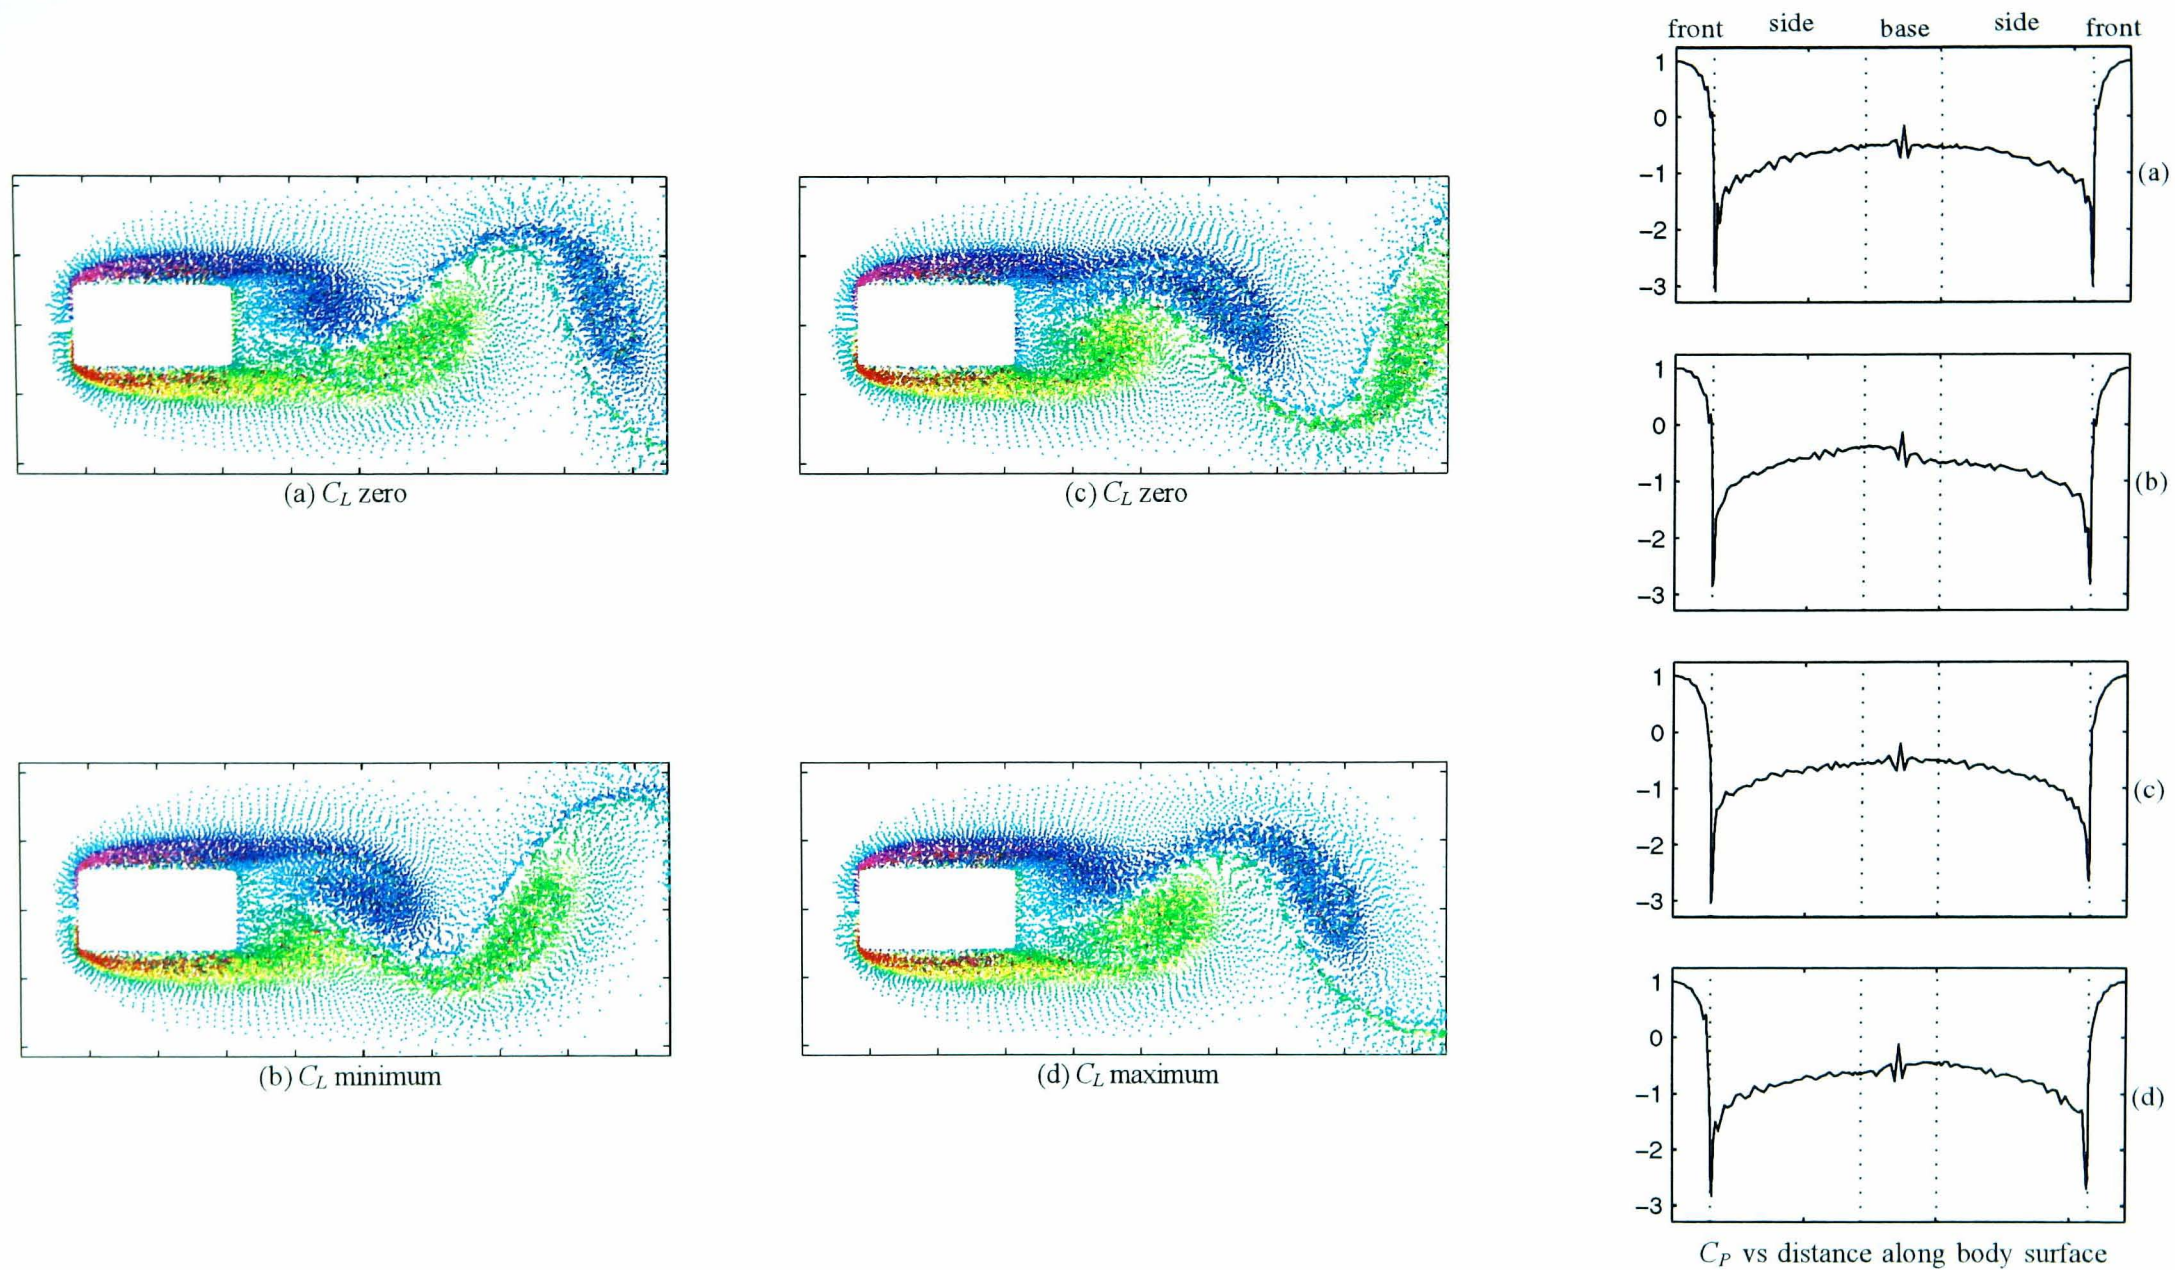 front side base side front
1
0
−1
−2
−3
(a)
(a) C_L zero
(c) C_L zero
1
0
−1
−2
−3
(b)
1
0
−1
−2
−3
(c)
(b) C_L minimum
(d) C_L maximum
1
0
−1
−2
−3
(d)
C_P vs distance along body surface